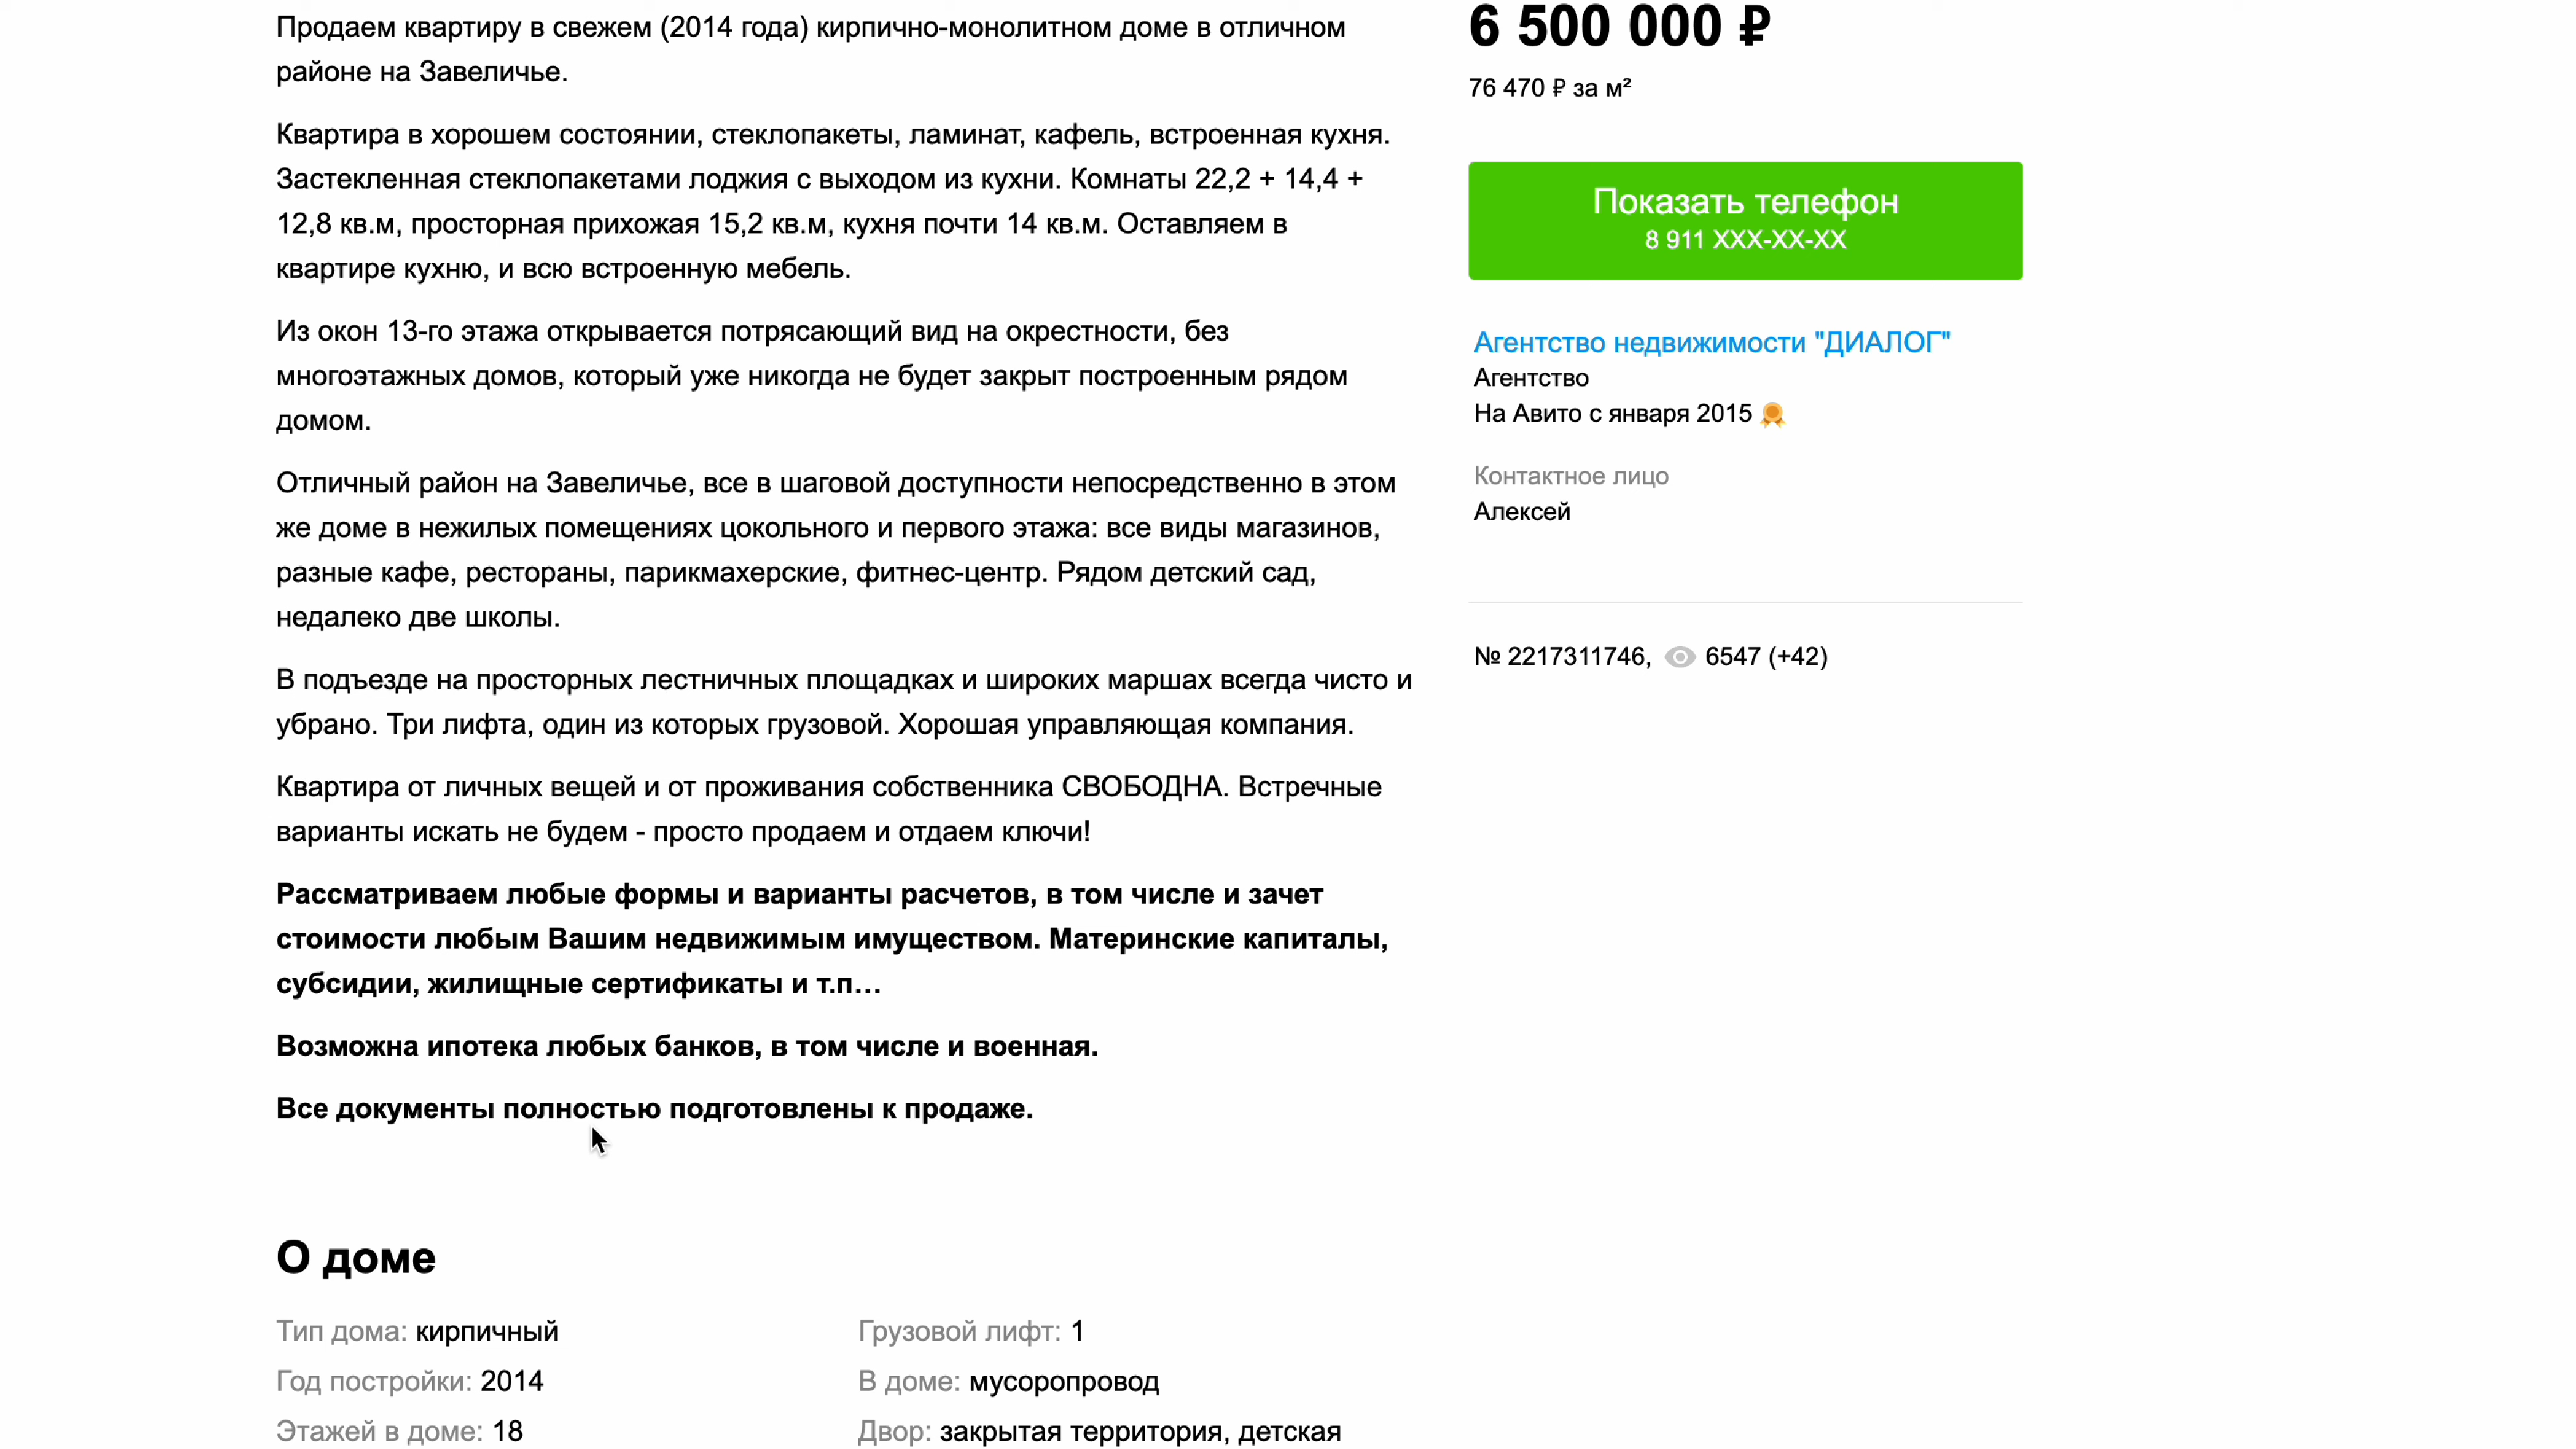 Продаем квартиру в свежем (2014 года) кирпично-монолитном доме в отличном
районе на Завеличье.
Квартира в хорошем состоянии, стеклопакеты, ламинат, кафель, встроенная кухня.
Застекленная стеклопакетами лоджия с выходом из кухни. Комнаты 22,2 + 14,4 +
12,8 кв.м, просторная прихожая 15,2 кв.м, кухня почти 14 кв.м. Оставляем в
квартире кухню, и всю встроенную мебель.
Из окон 13-го этажа открывается потрясающий вид на окрестности, без
многоэтажных домов, который уже никогда не будет закрыт построенным рядом
домом.
Отличный район на Завеличье, все в шаговой доступности непосредственно в этом
же доме в нежилых помещениях цокольного и первого этажа: все виды магазинов,
разные кафе, рестораны, парикмахерские, фитнес-центр. Рядом детский сад,
недалеко две школы.
В подъезде на просторных лестничных площадках и широких маршах всегда чисто и
убрано. Три лифта, один из которых грузовой. Хорошая управляющая компания.
Квартира от личных вещей и от проживания собственника СВОБОДНА. Встречные
варианты искать не будем - просто продаем и отдаем ключи!
Рассматриваем любые формы и варианты расчетов, в том числе и зачет
стоимости любым Вашим недвижимым имуществом. Материнские капиталы,
субсидии, жилищные сертификаты и т.п...
Возможна ипотека любых банков, в том числе и военная.
Все документы полностью подготовлены к продаже.
О доме
Тип дома: кирпичный
Год постройки: 2014
Этажей в доме: 18
Грузовой лифт: 1
В доме: мусоропровод
Двор: закрытая территория, детская
6 500 000 ₽
76 470 ₽ за м²
Показать телефон
8 911 XXX-XX-XX
Агентство недвижимости "ДИАЛОГ"
Агентство
На Авито с января 2015
Контактное лицо
Алексей
№ 2217311746, 6547 (+42)